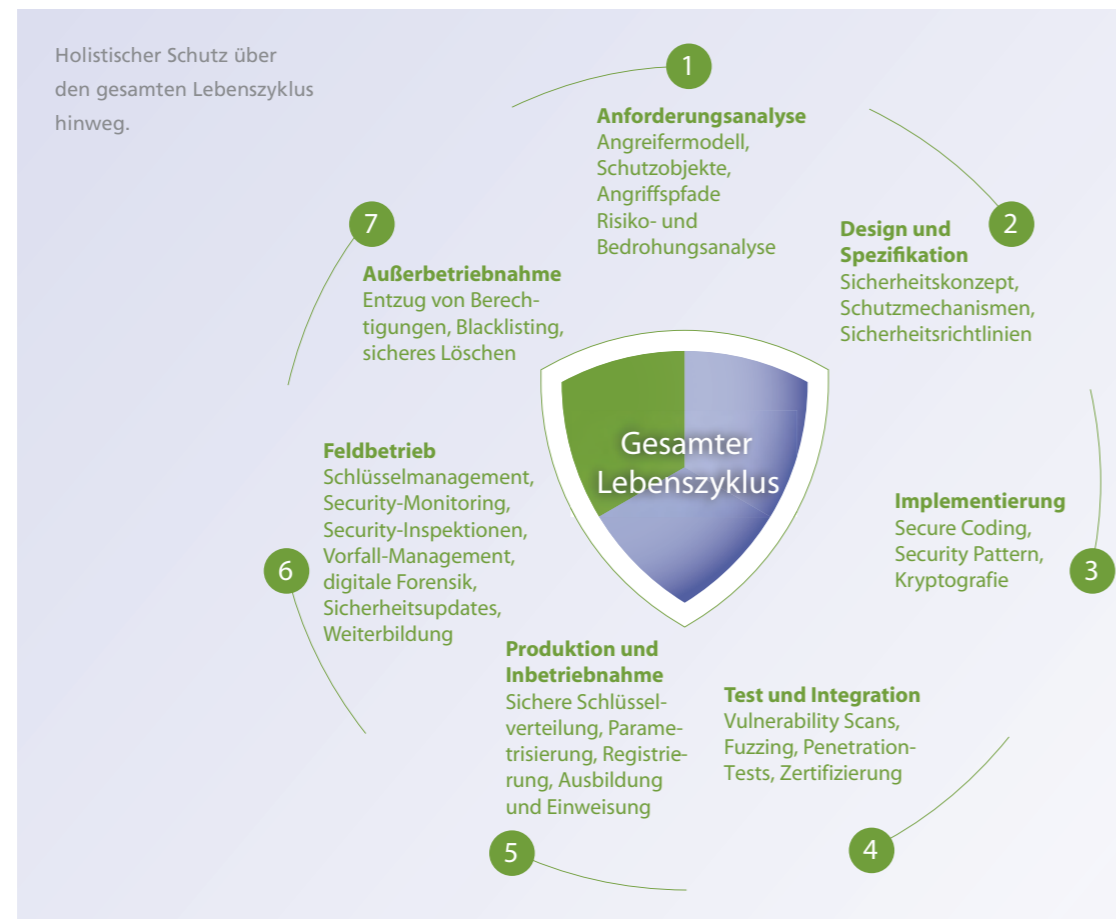 Holistischer Schutz über
den gesamten Lebenszyklus
hinweg.
1
Anforderungsanalyse
Angreifermodell,
Schutzobjekte,
Angriffspfade
Risiko- und
Bedrohungsanalyse
2
Design und
Spezifikation
Sicherheitskonzept,
Schutzmechanismen,
Sicherheitsrichtlinien
3
Implementierung
Secure Coding,
Security Pattern,
Kryptografie
4
Test und Integration
Vulnerability Scans,
Fuzzing, Penetration-
Tests, Zertifizierung
5
Produktion und
Inbetriebnahme
Sichere Schlüssel-
verteilung, Parame-
trisierung, Registrie-
rung, Ausbildung
und Einweisung
6
Feldbetrieb
Schlüsselmanagement,
Security-Monitoring,
Security-Inspektionen,
Vorfall-Management,
digitale Forensik,
Sicherheitsupdates,
Weiterbildung
7
Außerbetriebnahme
Entzug von Berech-
tigungen, Blacklisting,
sicheres Löschen
Gesamter
Lebenszyklus